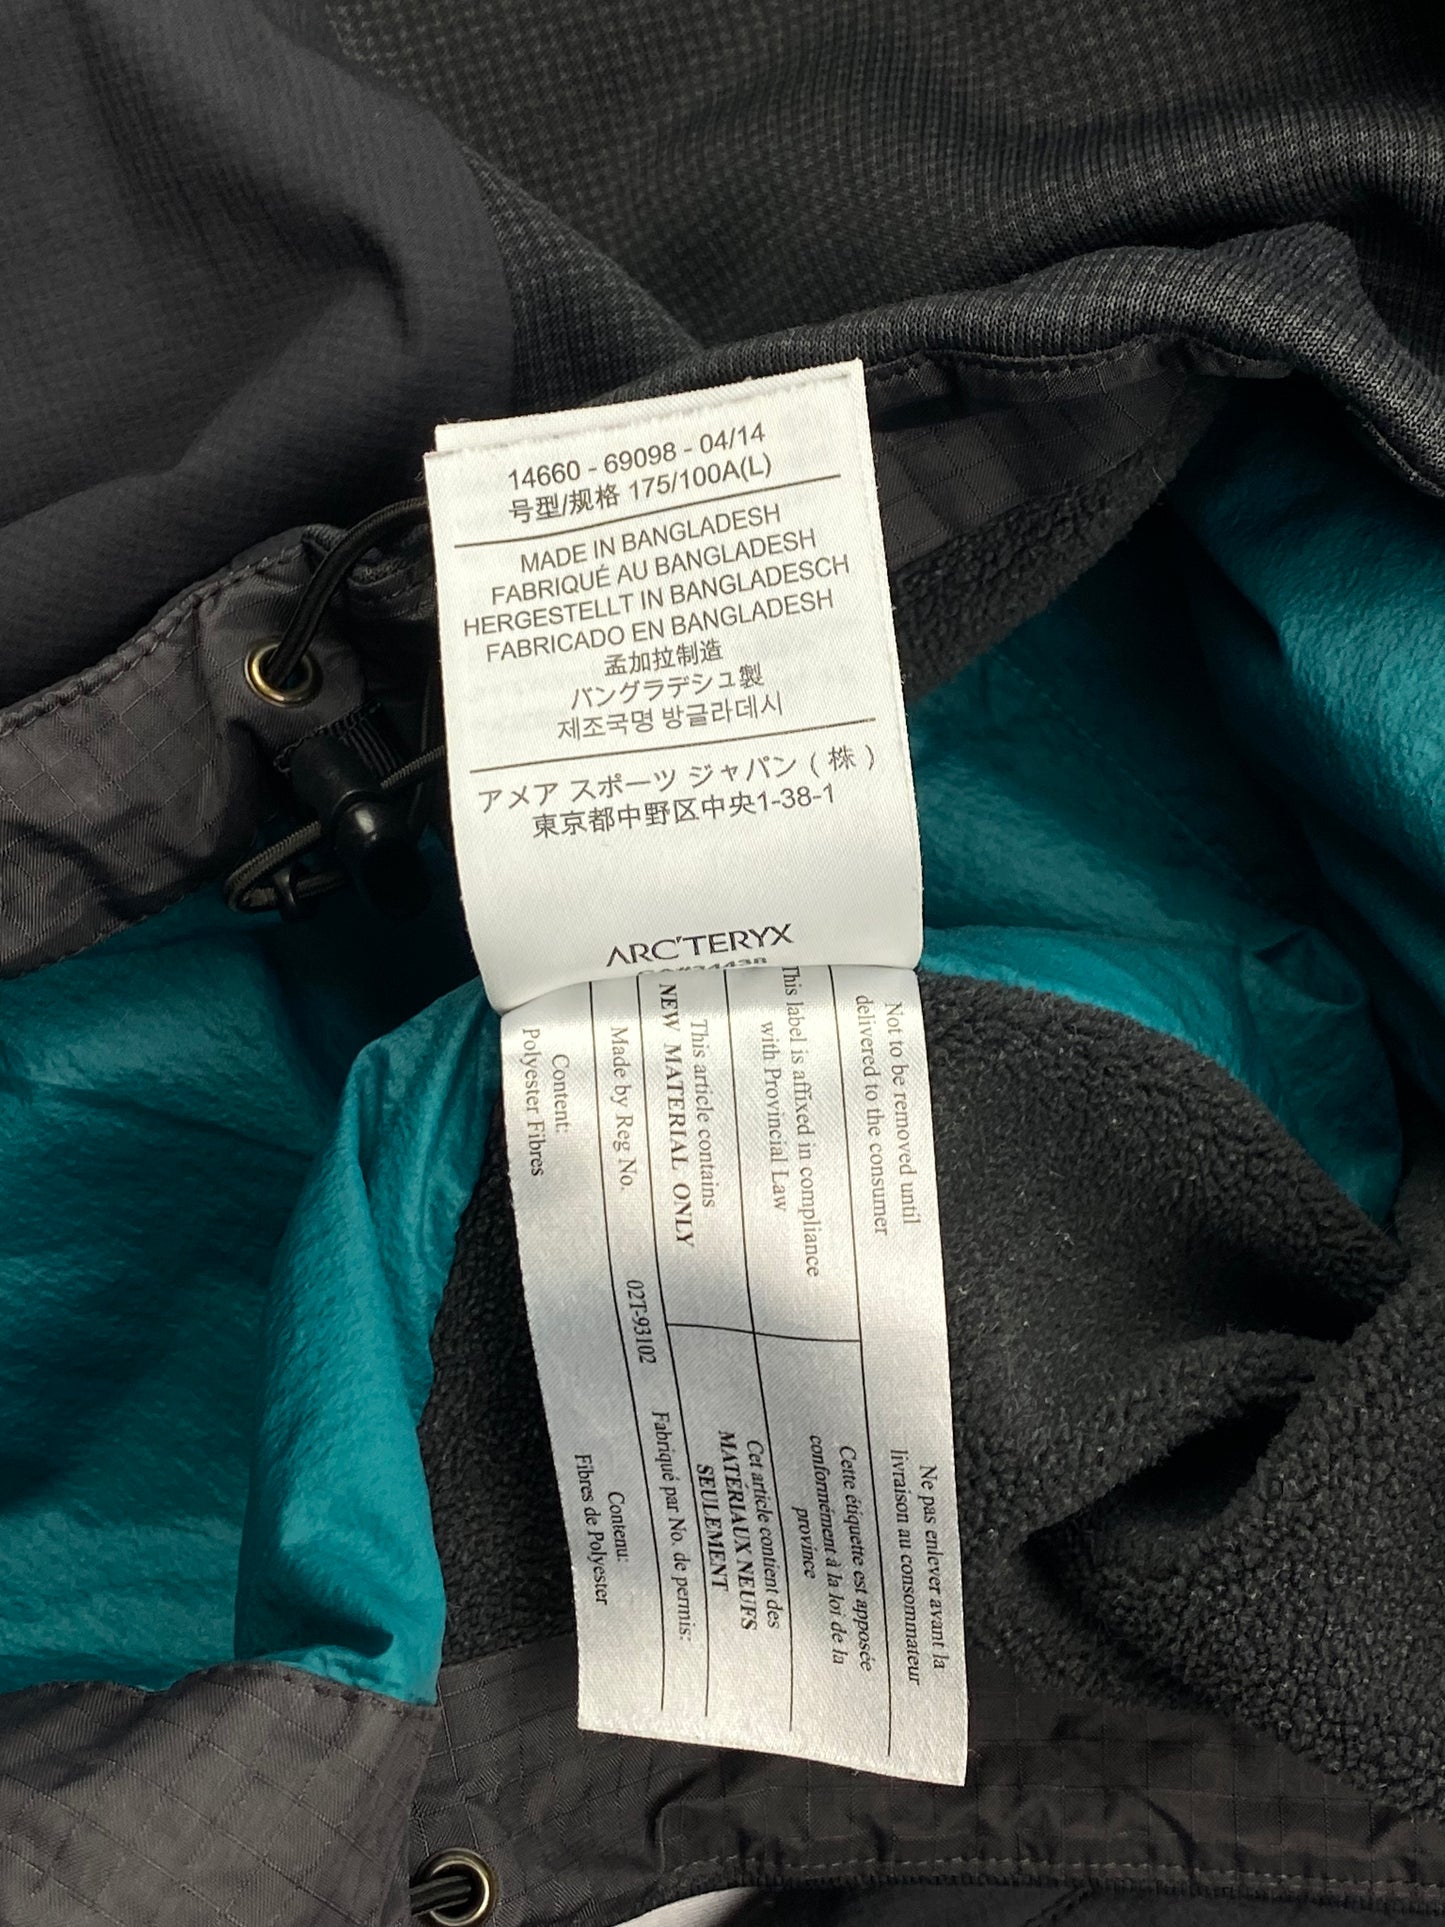 14660 - 69098 - 04/14
号型/规格 175/100A(L)
MADE IN BANGLADESH
FABRIQUÉ AU BANGLADESH
HERGESTELLT IN BANGLADESCH
FABRICADO EN BANGLADESH
孟加拉制造
バングラデシュ製
제조국명 방글라데시
アメア スポーツ ジャパン ( 株 )
東京都中野区中央1-38-1
ARC'TERYX
Not to be removed until
delivered to the consumer
Ne pas enlever avant la
livraison au consommateur
This label is affixed in compliance
with Provincial Law
Cette étiquette est apposée
conformément à la loi de la
province
This article contains
NEW MATERIAL ONLY
Cet article contient des
MATÉRIAUX NEUFS
SEULEMENT
Made by Reg No. 02T-93102 Fabriqué par No. de permis:
Content:
Polyester Fibres
Contenu:
Fibres de Polyester